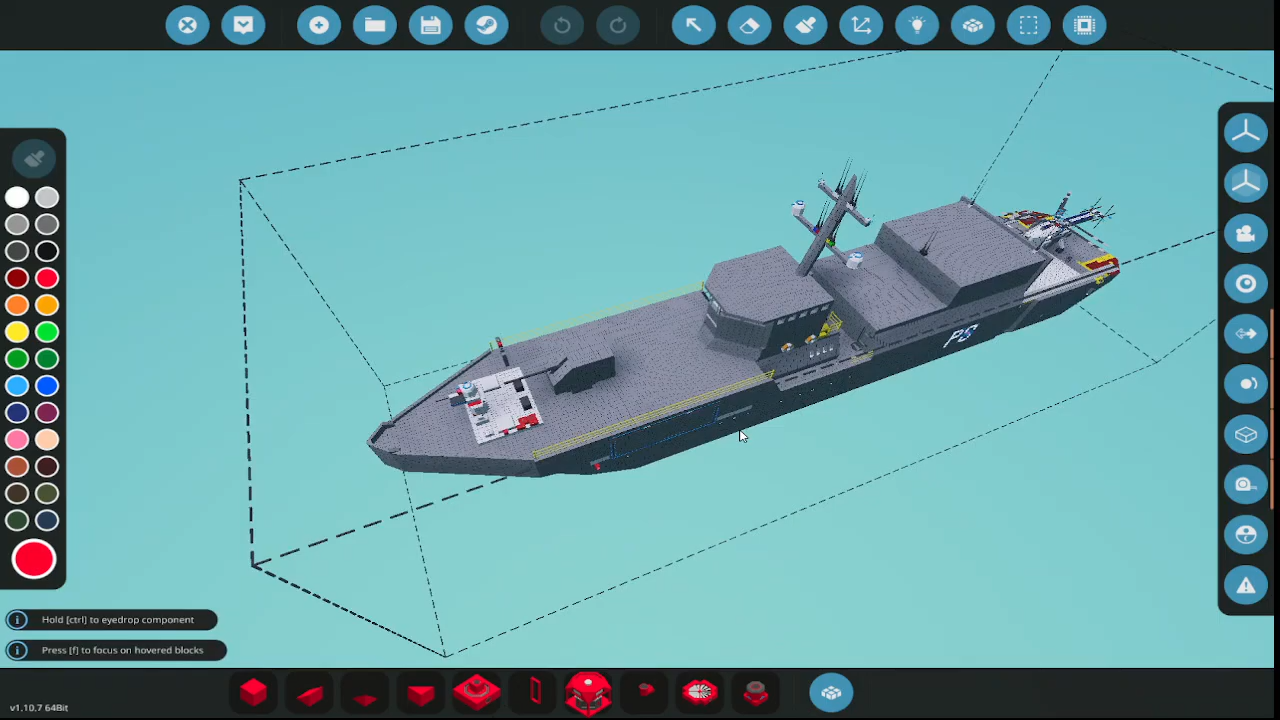 PS
Hold [ctrl] to eyedrop component
Press [f] to focus on hovered blocks
v1.10.7 64Bit